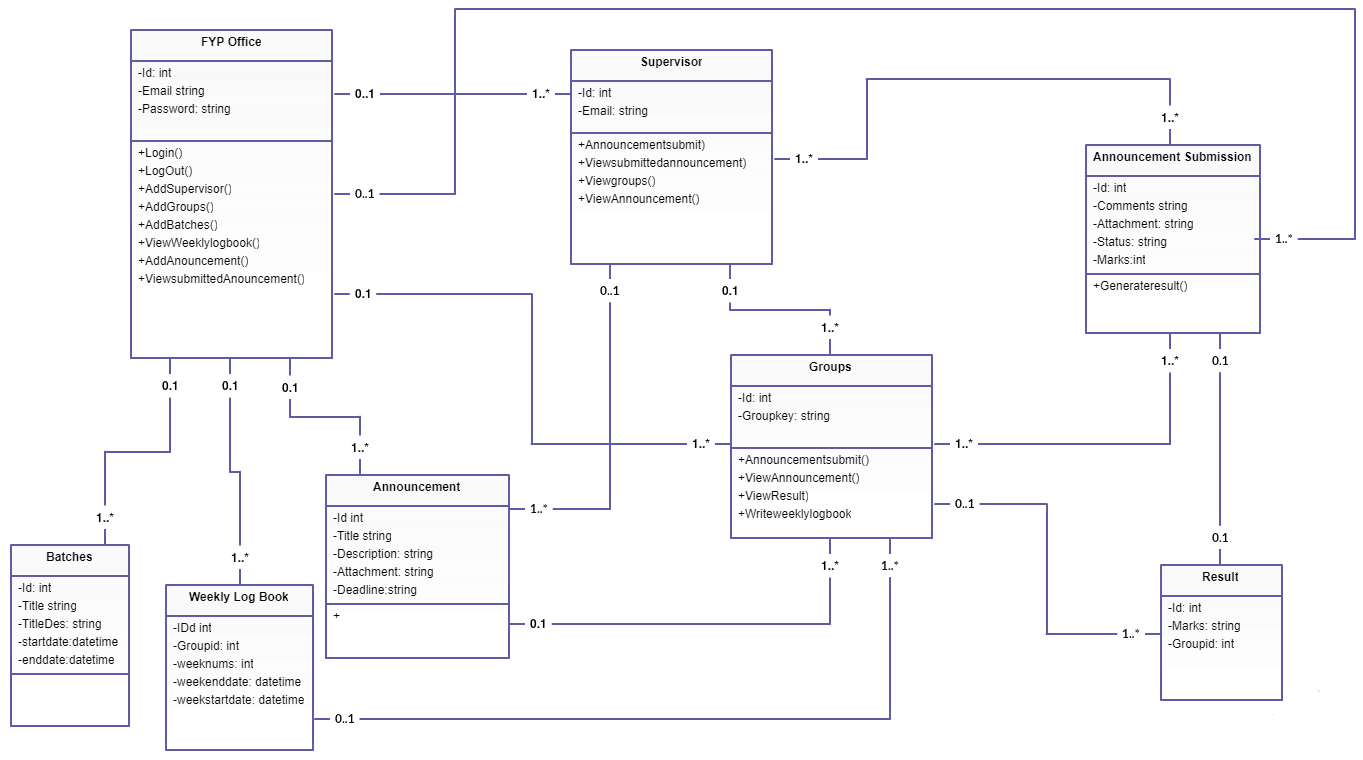 FYP Office
-Id: int
-Email string
-Password: string
+Login()
+LogOut()
+AddSupervisor()
+AddGroups()
+AddBatches()
+ViewWeeklylogbook()
+AddAnouncement()
+ViewsubmittedAnouncement()
0..1
1..*
0..1
0.1
0.1
0.1
0.1
Supervisor
-Id: int
-Email: string
+Announcementsubmit)
+Viewsubmittedannouncement)
+Viewgroups()
+ViewAnnouncement()
1..*
0..1
0.1
1..*
Announcement Submission
-Id: int
-Comments string
-Attachment: string
-Status: string
-Marks:int
+Generateresult()
1..*
1..*
0.1
1..*
Groups
-Id: int
-Groupkey: string
+Announcementsubmit()
+ViewAnnouncement()
+ViewResult)
+Writeweeklylogbook
1..*
1..*
0..1
1..*
1..*
1..*
Announcement
-Id int
-Title string
-Description: string
-Attachment: string
-Deadline:string
+
1..*
0.1
1..*
Batches
-Id: int
-Title string
-TitleDes: string
-startdate:datetime
-enddate:datetime
1..*
Weekly Log Book
-IDd int
-Groupid: int
-weeknums: int
-weekenddate: datetime
-weekstartdate: datetime
0..1
0.1
Result
-Id: int
-Marks: string
-Groupid: int
1..*